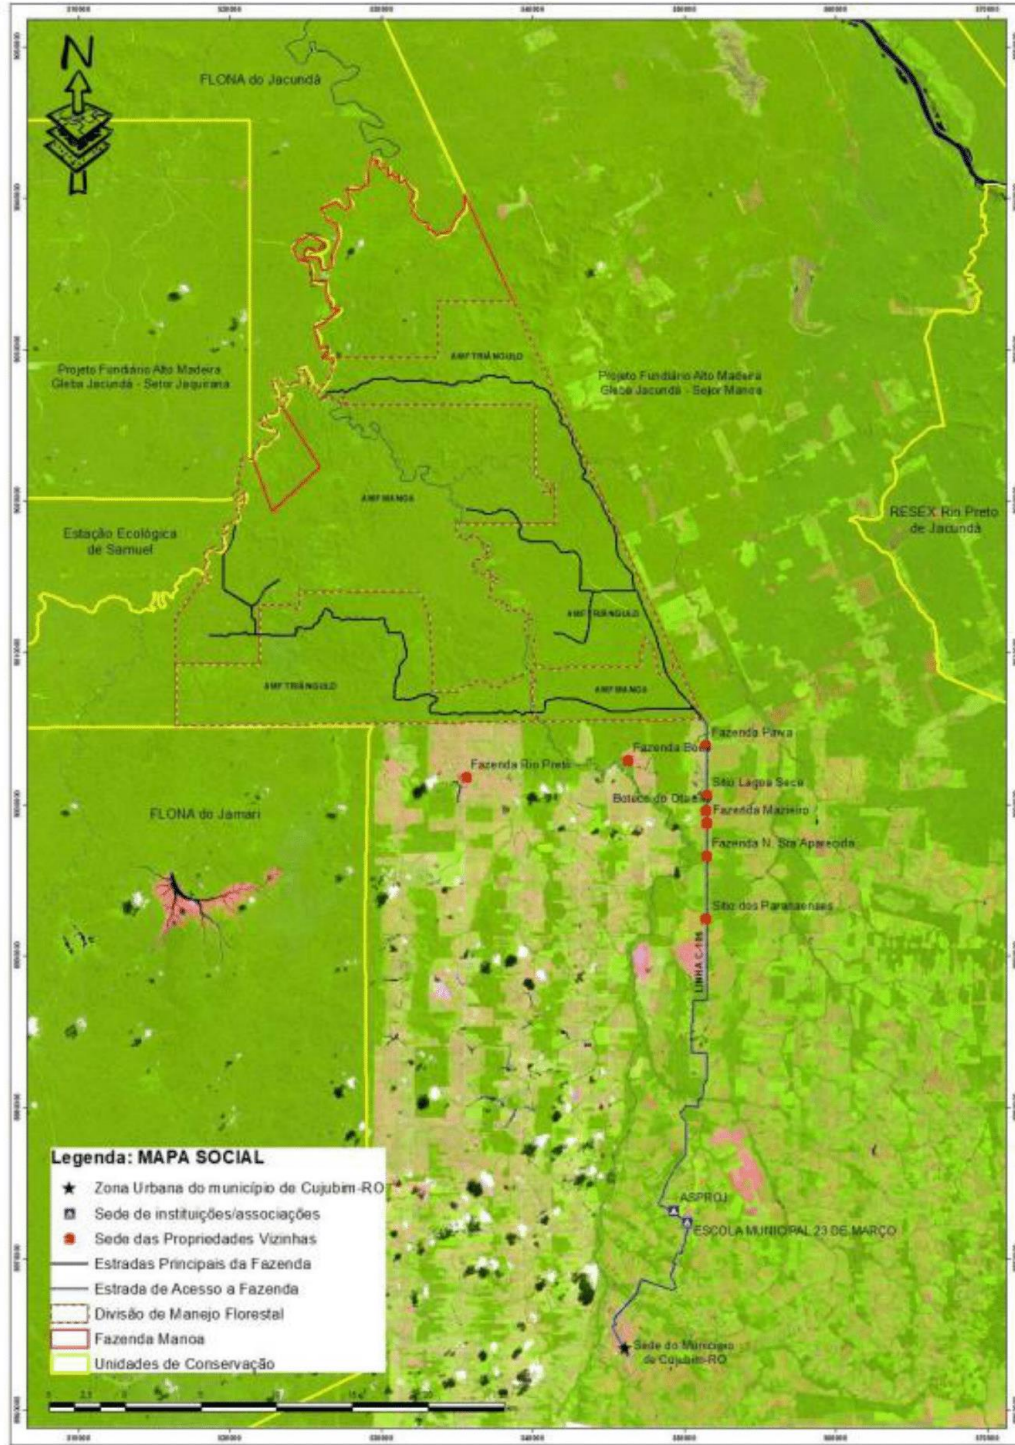 N
FLONA do Jacundá
AMF TRIÂNGULO
Projeto Fundiário Alto Madeira
Gleba Jacundá - Setor Jaquirana
Projeto Fundiário Alto Madeira
Gleba Jacundá - Setor Manoa
AMF MANOA
RESEX Rio Preto
de Jacundá
Estação Ecológica
de Samuel
AMF TRIÂNGULO
AMF TRIÂNGULO
AMF MANOA
Fazenda Rio Preto
Sítio Lagoa Seca
Fazenda Mazieiro
FLONA do Jamari
Fazenda N. Sra Aparecida
Sítio dos Paranaenses
LINHA C-106
Legenda: MAPA SOCIAL
Zona Urbana do município de Cujubim-RO
Sede de instituições/associações
Sede das Propriedades Vizinhas
Estradas Principais da Fazenda
Estrada de Acesso a Fazenda
Divisão de Manejo Florestal
Fazenda Manoa
Unidades de Conservação
ASPROJ
ESCOLA MUNICIPAL 23 DE MARÇO
Sede do Município
de Cujubim-RO